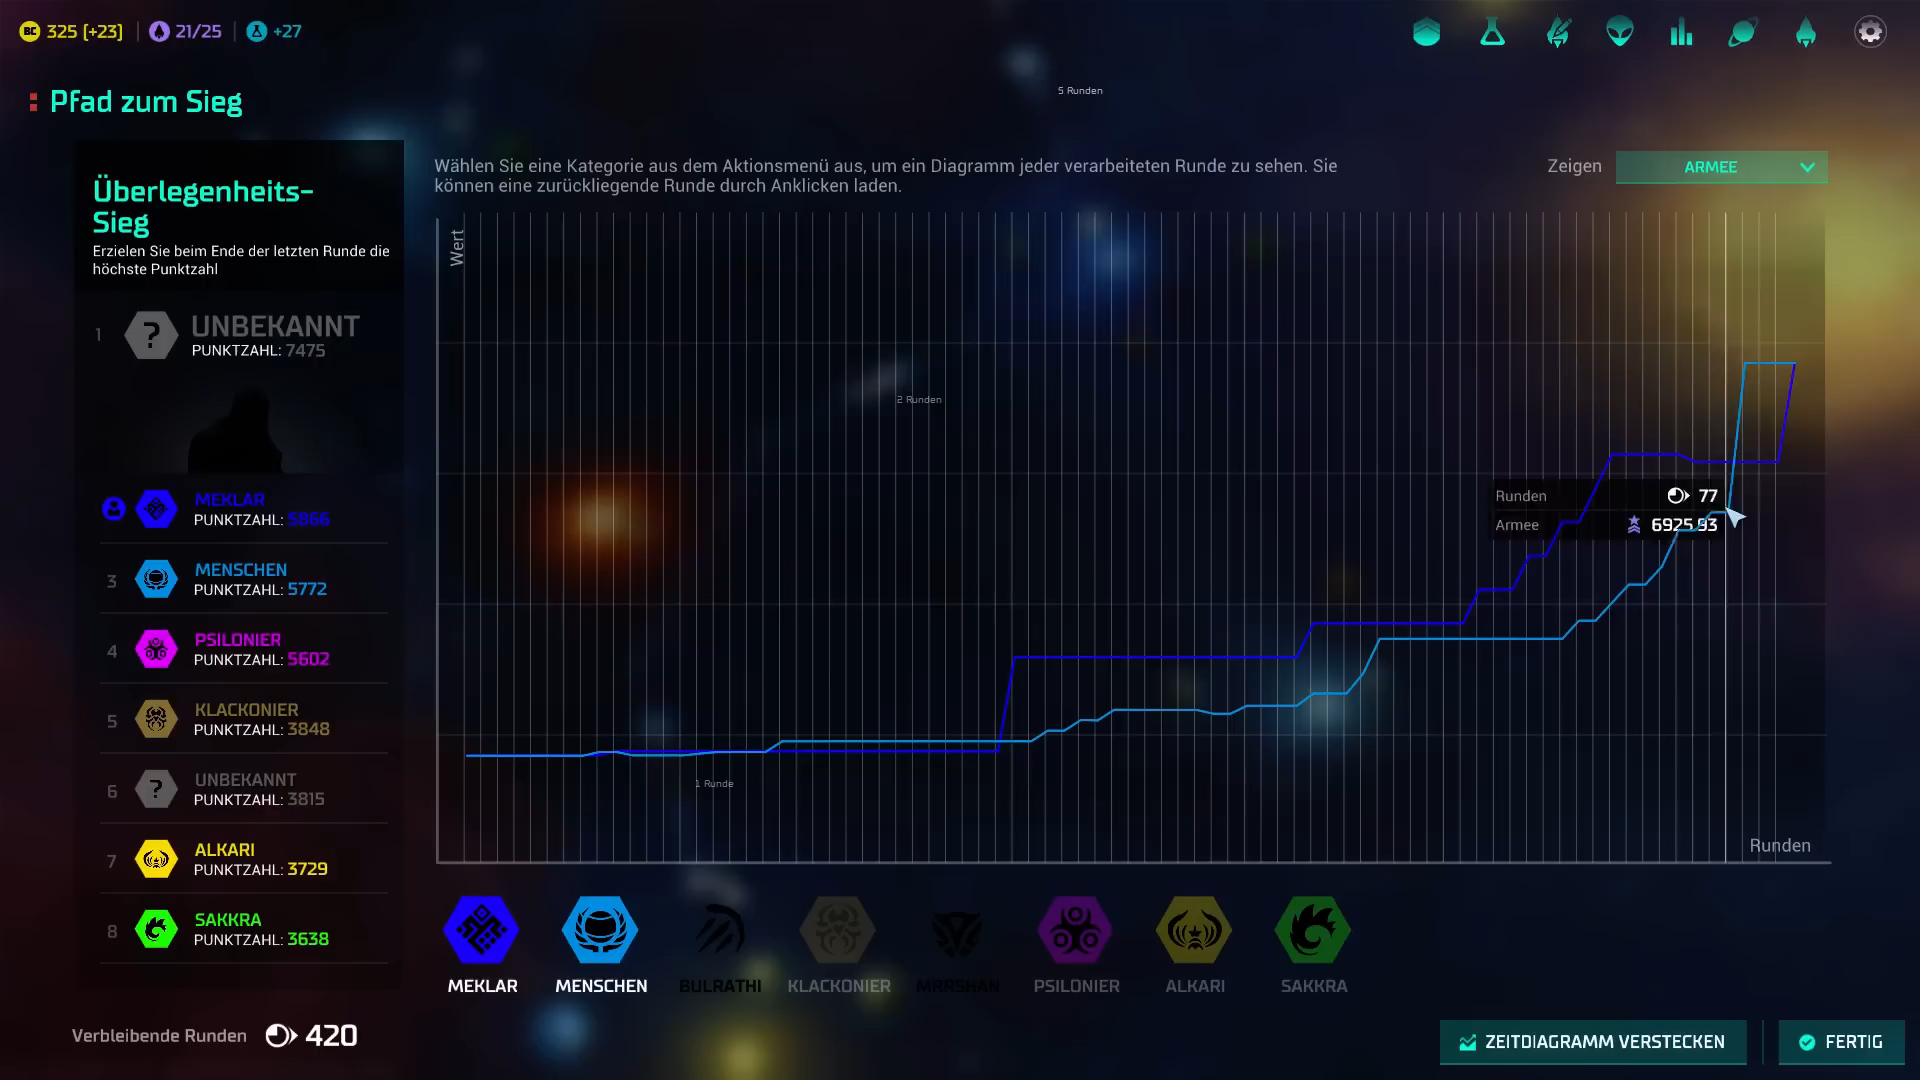 325 [+23]
21/25
+27
5 Runden
Pfad zum Sieg
Überlegenheits-
Sieg
Erzielen Sie beim Ende der letzten Runde die
höchste Punktzahl
1
UNBEKANNT
PUNKTZAHL: 7475
MEKLAR
PUNKTZAHL: 5866
3
MENSCHEN
PUNKTZAHL: 5772
4
PSILONIER
PUNKTZAHL: 5602
5
KLACKONIER
PUNKTZAHL: 3848
6
UNBEKANNT
PUNKTZAHL: 3815
7
ALKARI
PUNKTZAHL: 3729
8
SAKKRA
PUNKTZAHL: 3638
Verbleibende Runden 420
Wählen Sie eine Kategorie aus dem Aktionsmenü aus, um ein Diagramm jeder verarbeiteten Runde zu sehen. Sie
können eine zurückliegende Runde durch Anklicken laden.
Zeigen
ARMEE
Wert
2 Runden
Runden 77
Armee 6925.93
1 Runde
Runden
MEKLAR
MENSCHEN
BULRATHI
KLACKONIER
MRRSHAN
PSILONIER
ALKARI
SAKKRA
ZEITDIAGRAMM VERSTECKEN
FERTIG